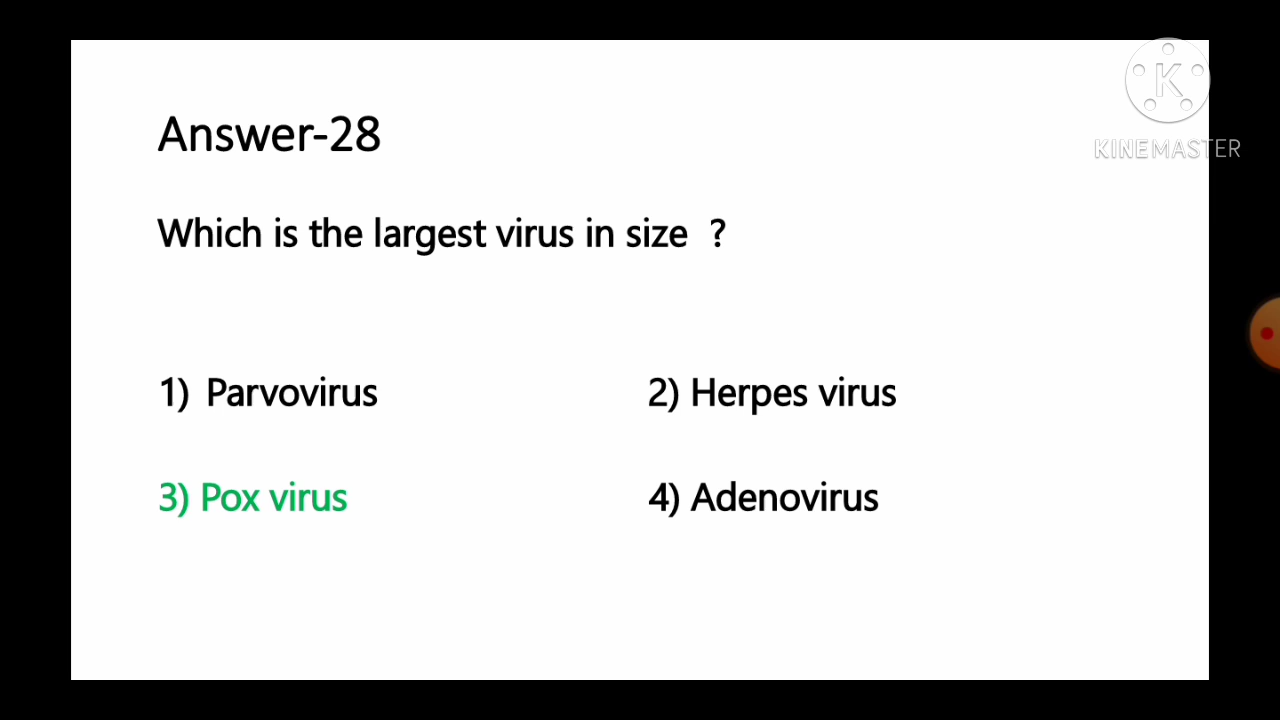 K
KINEMASTER
Answer-28
Which is the largest virus in size ?
1) Parvovirus
2) Herpes virus
3) Pox virus
4) Adenovirus